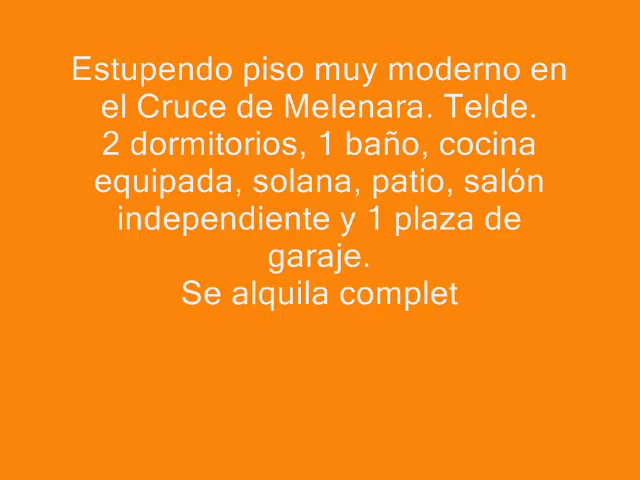 Estupendo piso muy moderno en
el Cruce de Melenara. Telde.
2 dormitorios, 1 baño, cocina
equipada, solana, patio, salón
independiente y 1 plaza de
garaje.
Se alquila complet